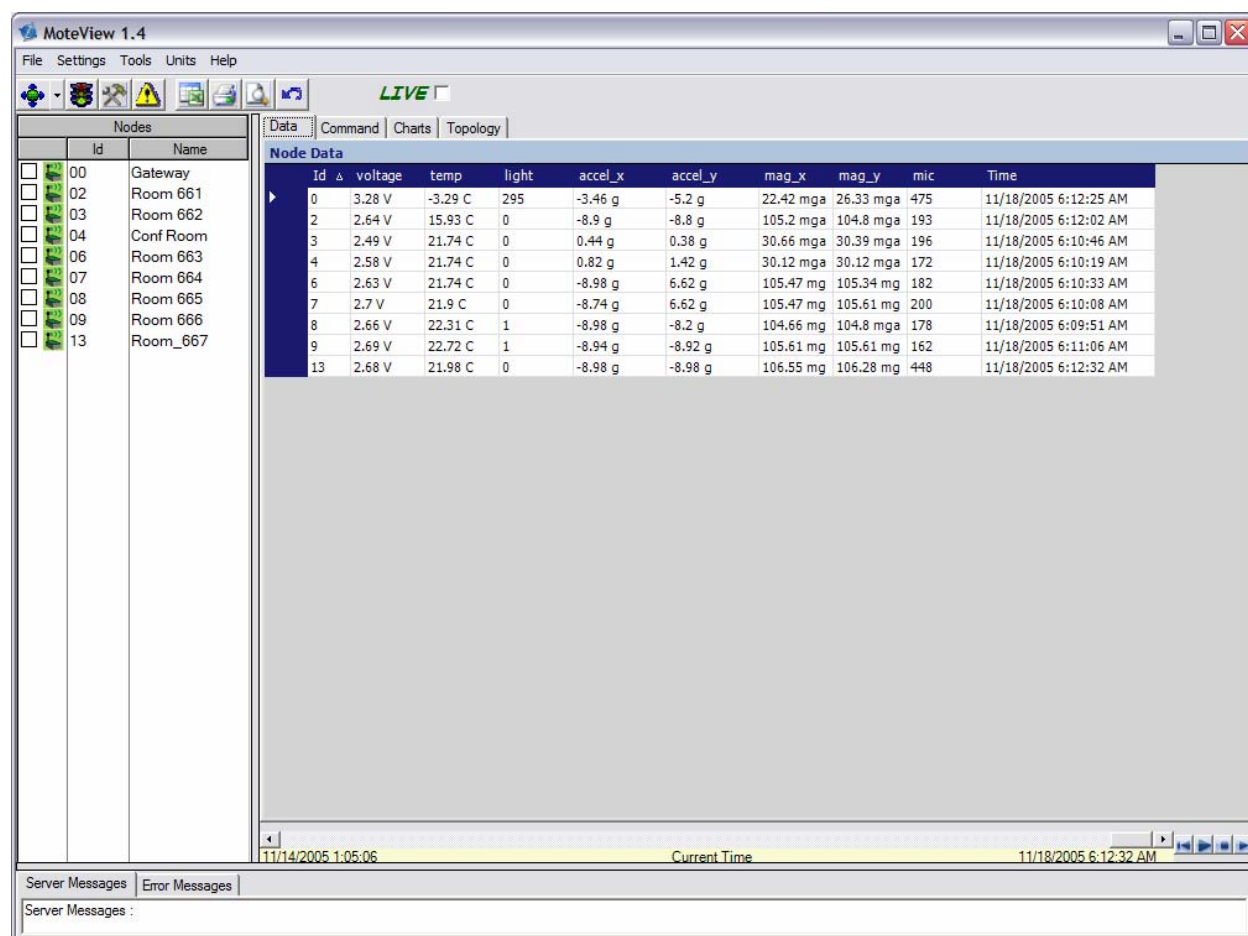 MoteView 1.4
File Settings Tools Units Help
LIVE
Nodes
Data Command Charts Topology
Id Name
Node Data
Id voltage temp light accel_x accel_y mag_x mag_y mic Time
00 Gateway
02 Room 661
03 Room 662
04 Conf Room
06 Room 663
07 Room 664
08 Room 665
09 Room 666
13 Room_667
0 3.28 V -3.29 C 295 -3.46 g -5.2 g 22.42 mga 26.33 mga 475 11/18/2005 6:12:25 AM
2 2.64 V 15.93 C 0 -8.9 g -8.8 g 105.2 mga 104.8 mga 193 11/18/2005 6:12:02 AM
3 2.49 V 21.74 C 0 0.44 g 0.38 g 30.66 mga 30.39 mga 196 11/18/2005 6:10:46 AM
4 2.58 V 21.74 C 0 0.82 g 1.42 g 30.12 mga 30.12 mga 172 11/18/2005 6:10:19 AM
6 2.63 V 21.74 C 0 -8.98 g 6.62 g 105.47 mg 105.34 mg 182 11/18/2005 6:10:33 AM
7 2.7 V 21.9 C 0 -8.74 g 6.62 g 105.47 mg 105.61 mg 200 11/18/2005 6:10:08 AM
8 2.66 V 22.31 C 1 -8.98 g -8.2 g 104.66 mg 104.8 mga 178 11/18/2005 6:09:51 AM
9 2.69 V 22.72 C 1 -8.94 g -8.92 g 105.61 mg 105.61 mg 162 11/18/2005 6:11:06 AM
13 2.68 V 21.98 C 0 -8.98 g -8.98 g 106.55 mg 106.28 mg 448 11/18/2005 6:12:32 AM
11/14/2005 1:05:06 Current Time 11/18/2005 6:12:32 AM
Server Messages Error Messages
Server Messages :